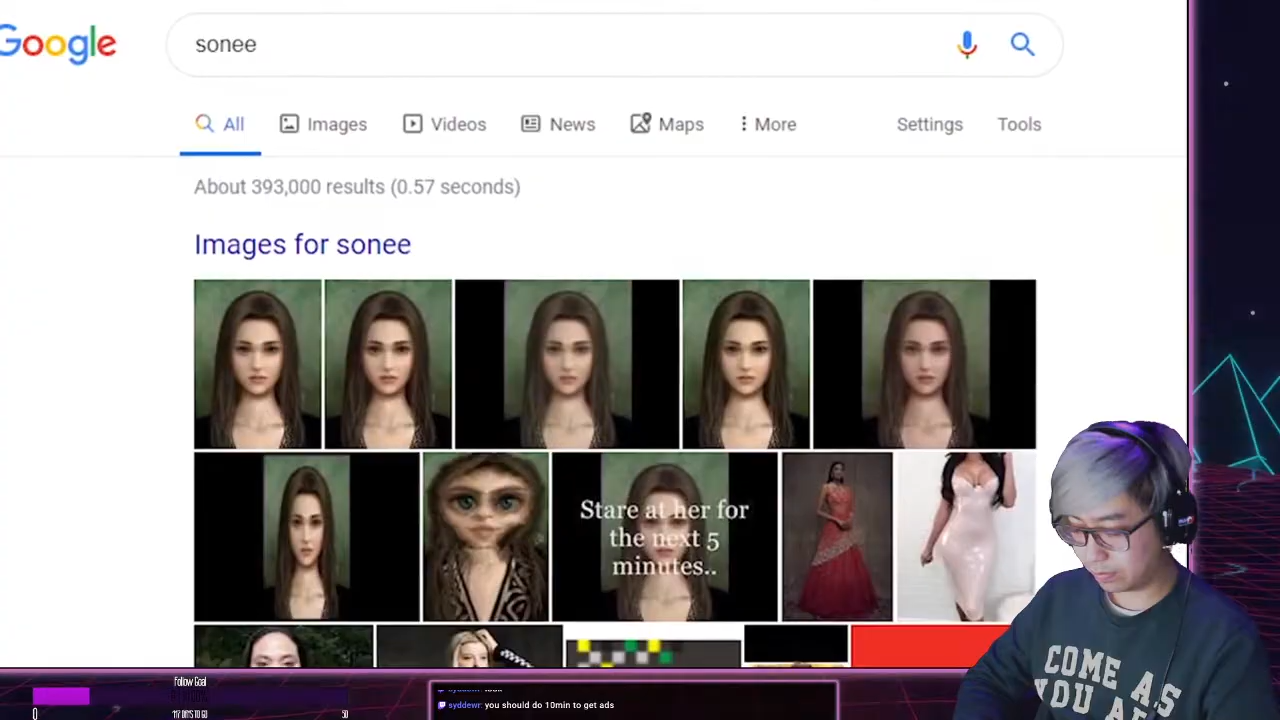 Google
sonee
All
Images
Videos
News
Maps
More
Settings
Tools
About 393,000 results (0.57 seconds)
Images for sonee
Stare at her for
the next 5
minutes..
COME AS
YOU
Follow Goal
0
50
syddewr: you should do 10min to get ads